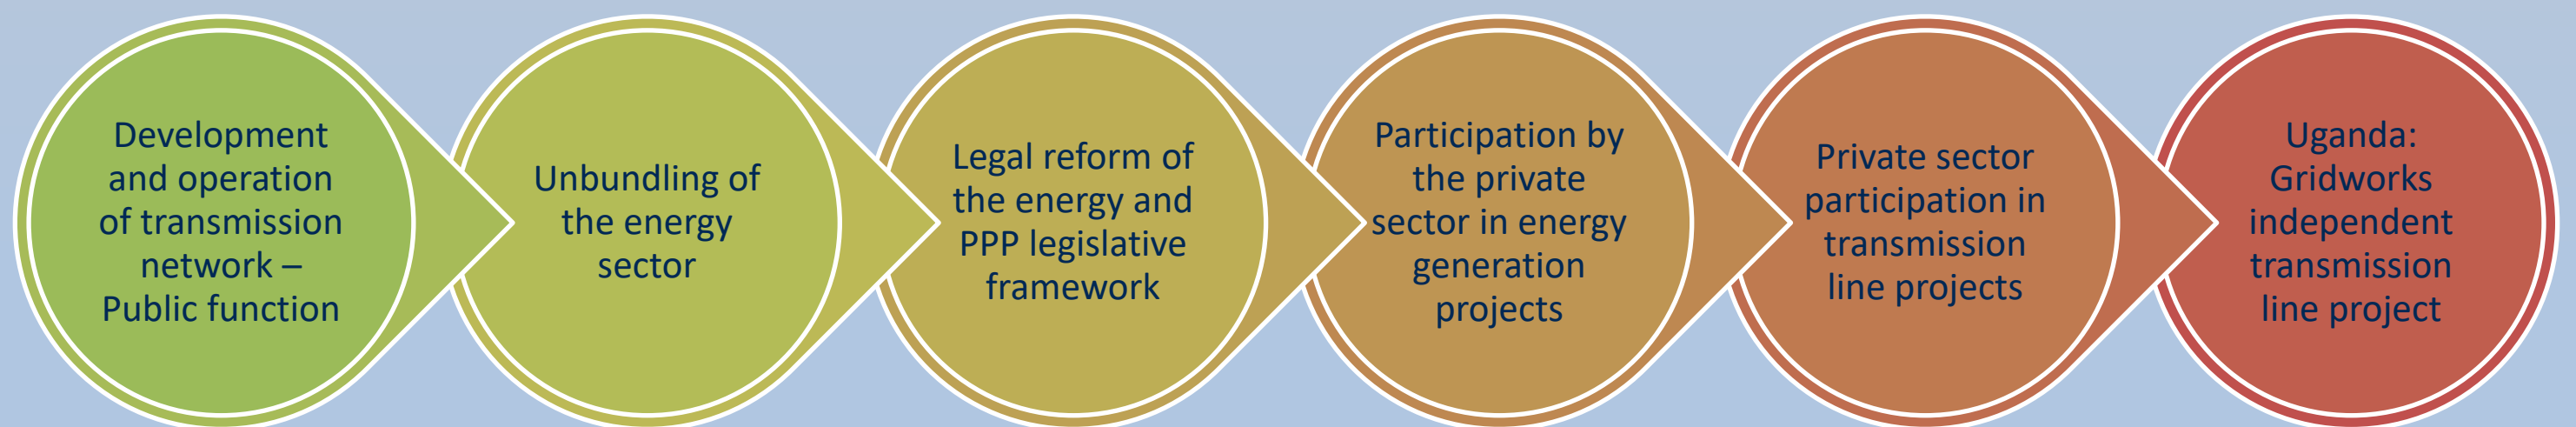 Development
and operation
of transmission
network –
Public function
Unbundling of
the energy
sector
Legal reform of
the energy and
PPP legislative
framework
Participation by
the private
sector in energy
generation
projects
Private sector
participation in
transmission
line projects
Uganda:
Gridworks
independent
transmission
line project